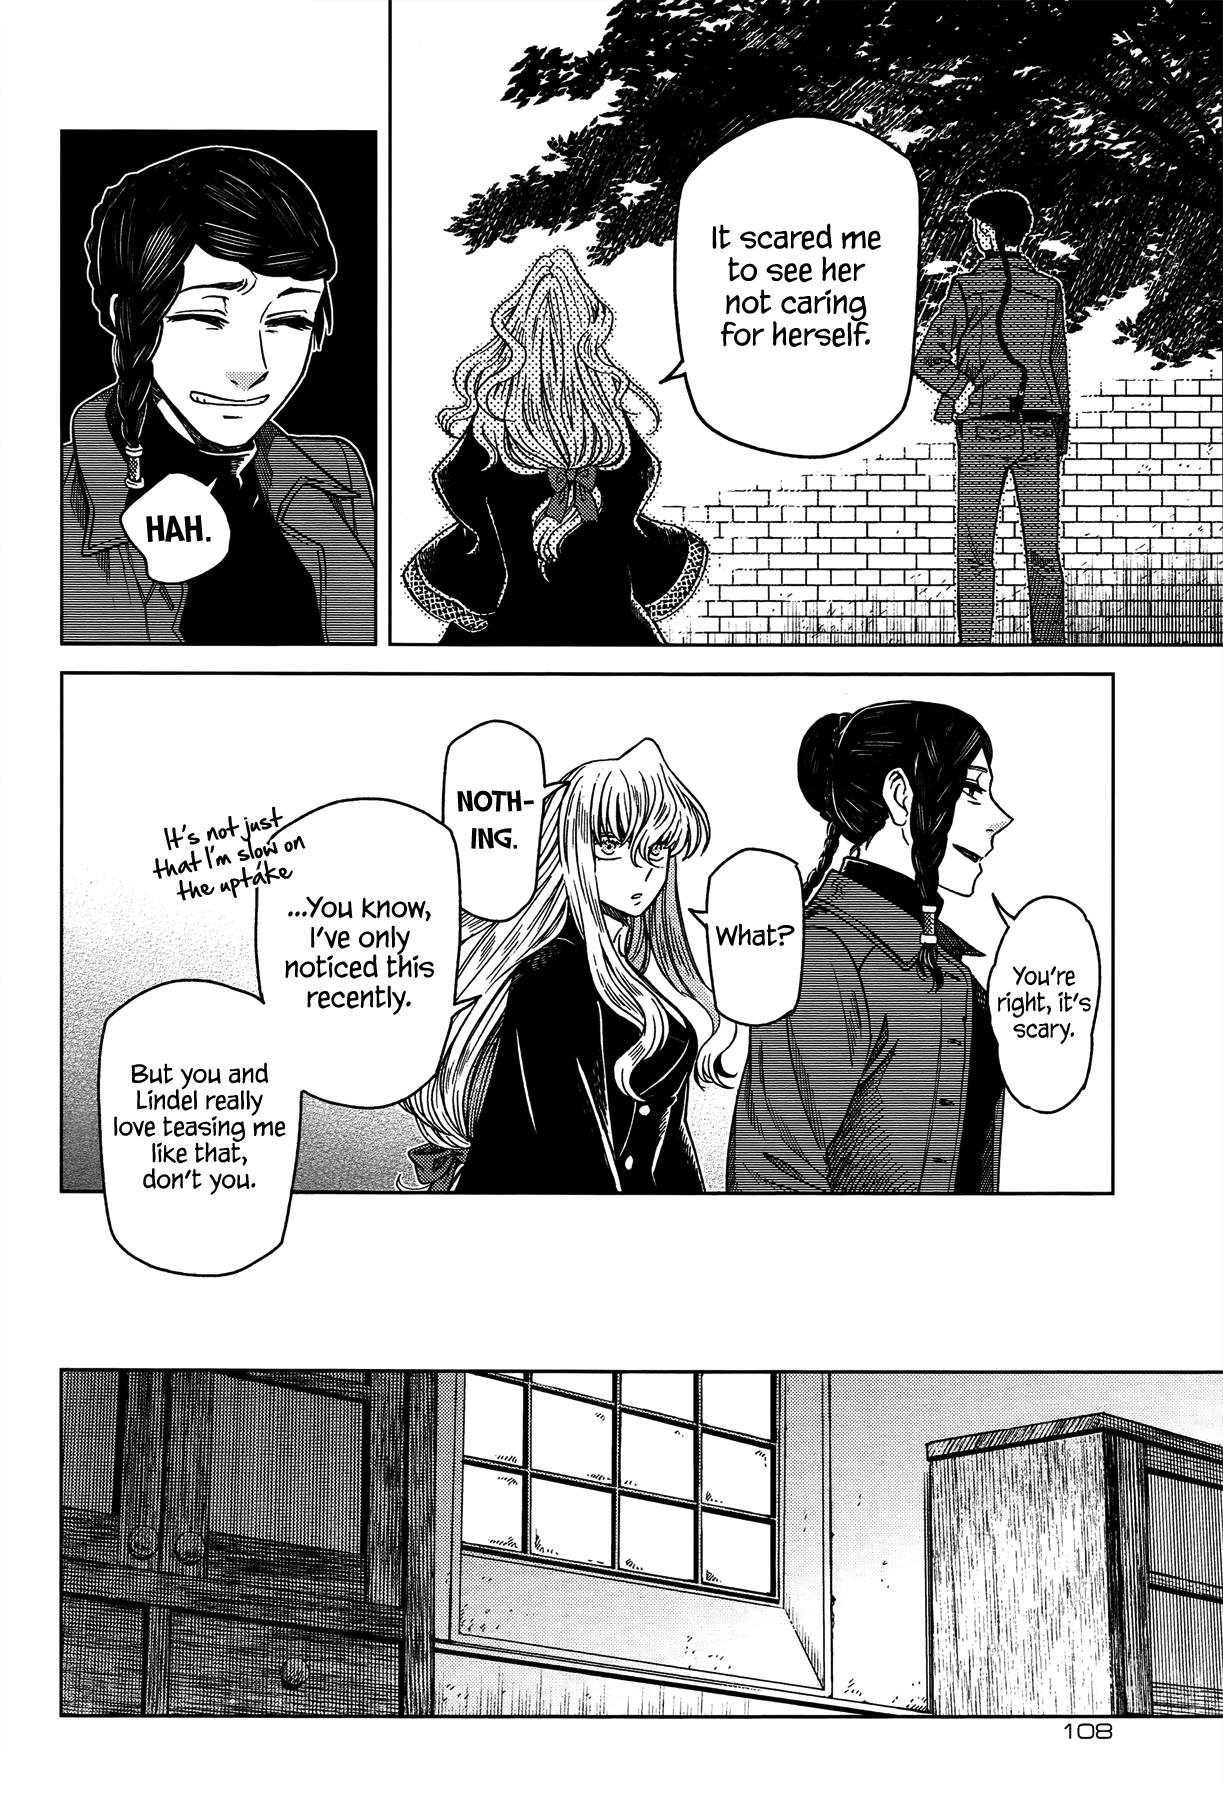 It scared me
to see her
not caring
for herself.
HAH.
You're
right, it's
scary.
What?
NOTH-
ING.
...You know,
I've only
noticed this
recently.
It's not just
that I'm slow on
the uptake
But you and
Lindel really
love teasing me
like that,
don't you.
108